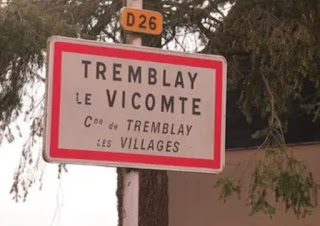 D26
TREMBLAY
LE VICOMTE
Cne de TREMBLAY
LES VILLAGES